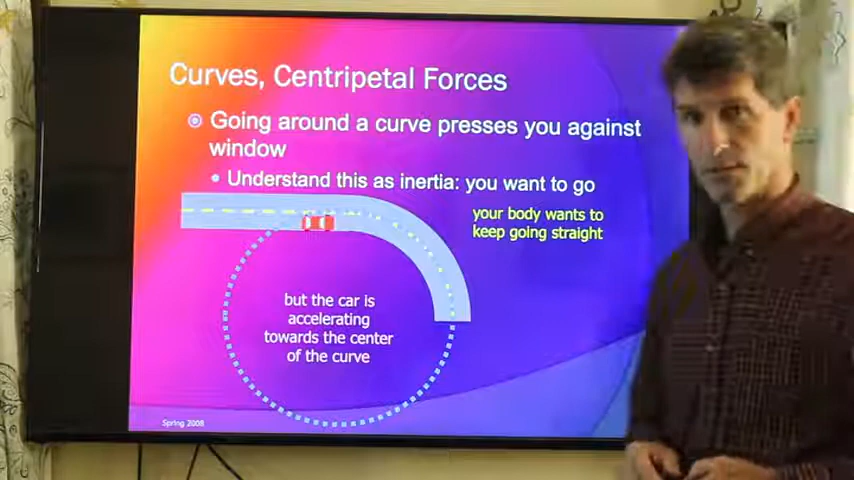 Curves, Centripetal Forces
Going around a curve presses you against
window
Understand this as inertia: you want to go
your body wants to
keep going straight
but the car is
accelerating
towards the center
of the curve
Spring 2008